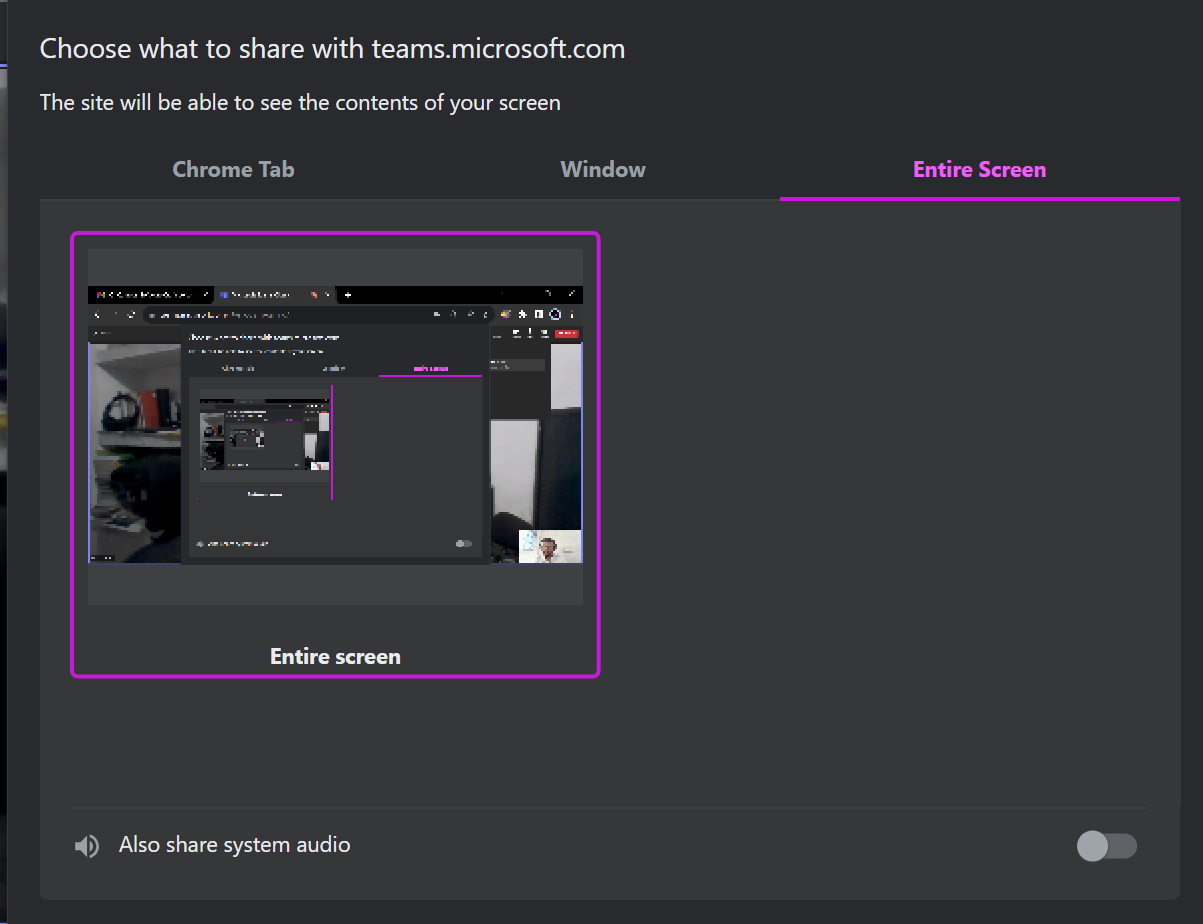 Choose what to share with teams.microsoft.com
The site will be able to see the contents of your screen
Chrome Tab
Window
Entire Screen
Entire screen
Also share system audio